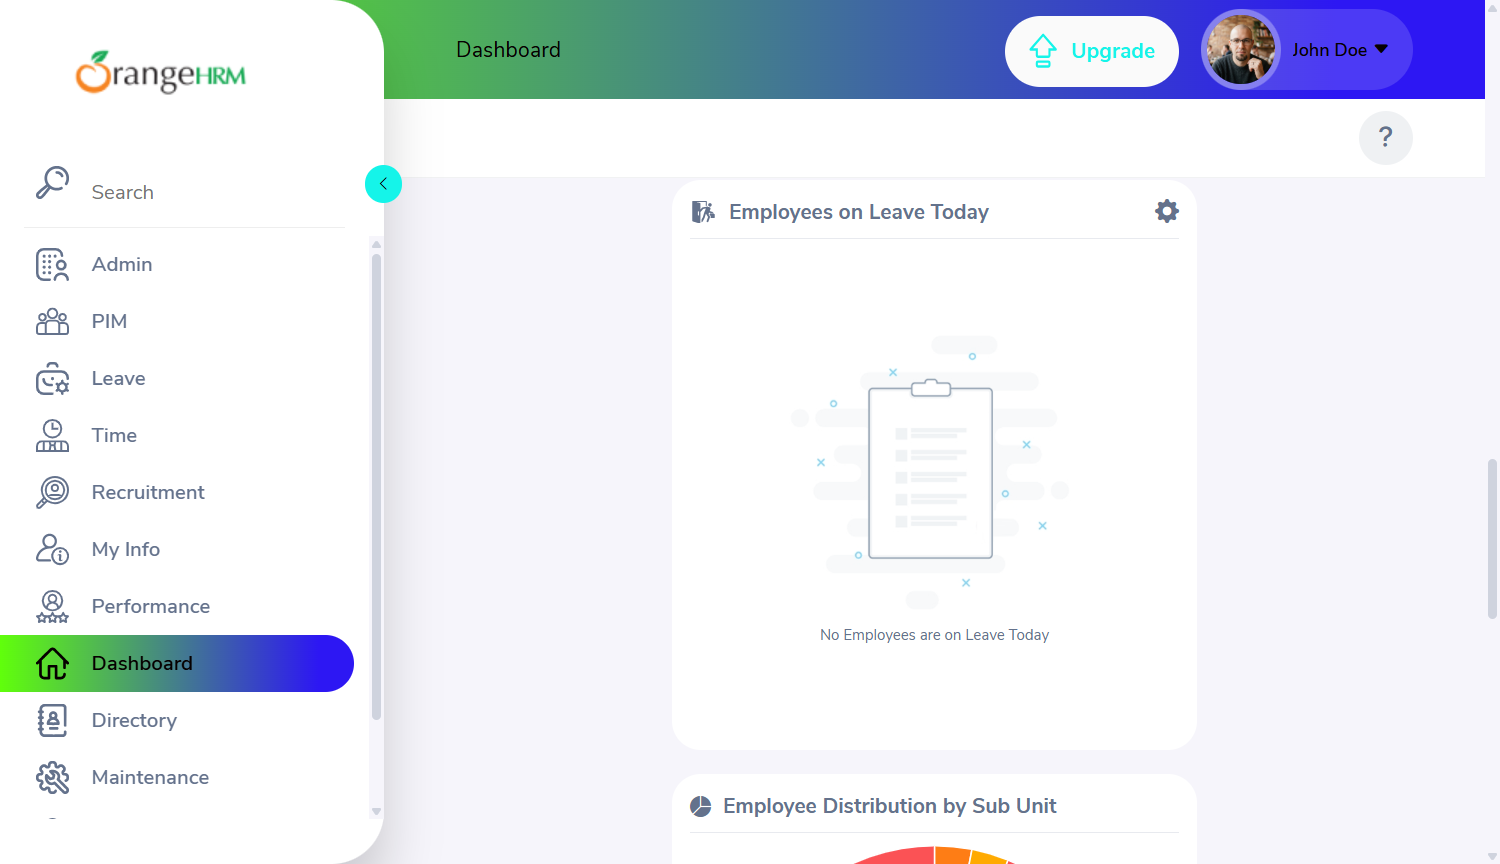 OrangeHRM
Dashboard
Upgrade
John Doe
?
Search
Admin
PIM
Leave
Time
Recruitment
My Info
Performance
Dashboard
Directory
Maintenance
Employees on Leave Today
No Employees are on Leave Today
Employee Distribution by Sub Unit